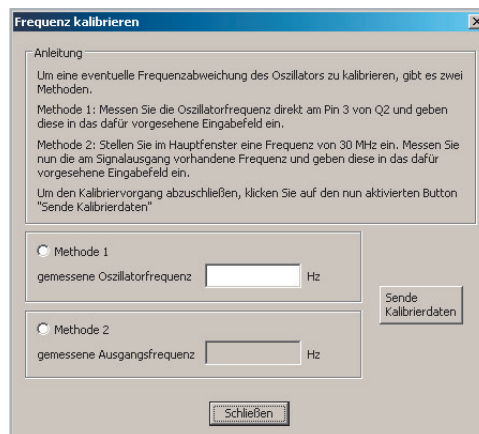 Frequenz kalibrieren
Anleitung
Um eine eventuelle Frequenzabweichung des Oszillators zu kalibrieren, gibt es zwei
Methoden.
Methode 1: Messen Sie die Oszillatorfrequenz direkt am Pin 3 von Q2 und geben
diese in das dafür vorgesehene Eingabefeld ein.
Methode 2: Stellen Sie im Hauptfenster eine Frequenz von 30 MHz ein. Messen Sie
nun die am Signalausgang vorhandene Frequenz und geben diese in das dafür
vorgesehene Eingabefeld ein.
Um den Kalibriervorgang abzuschließen, klicken Sie auf den nun aktivierten Button
"Sende Kalibrierdaten"
Methode 1
gemessene Oszillatorfrequenz Hz
Sende
Kalibrierdaten
Methode 2
gemessene Ausgangsfrequenz Hz
Schließen